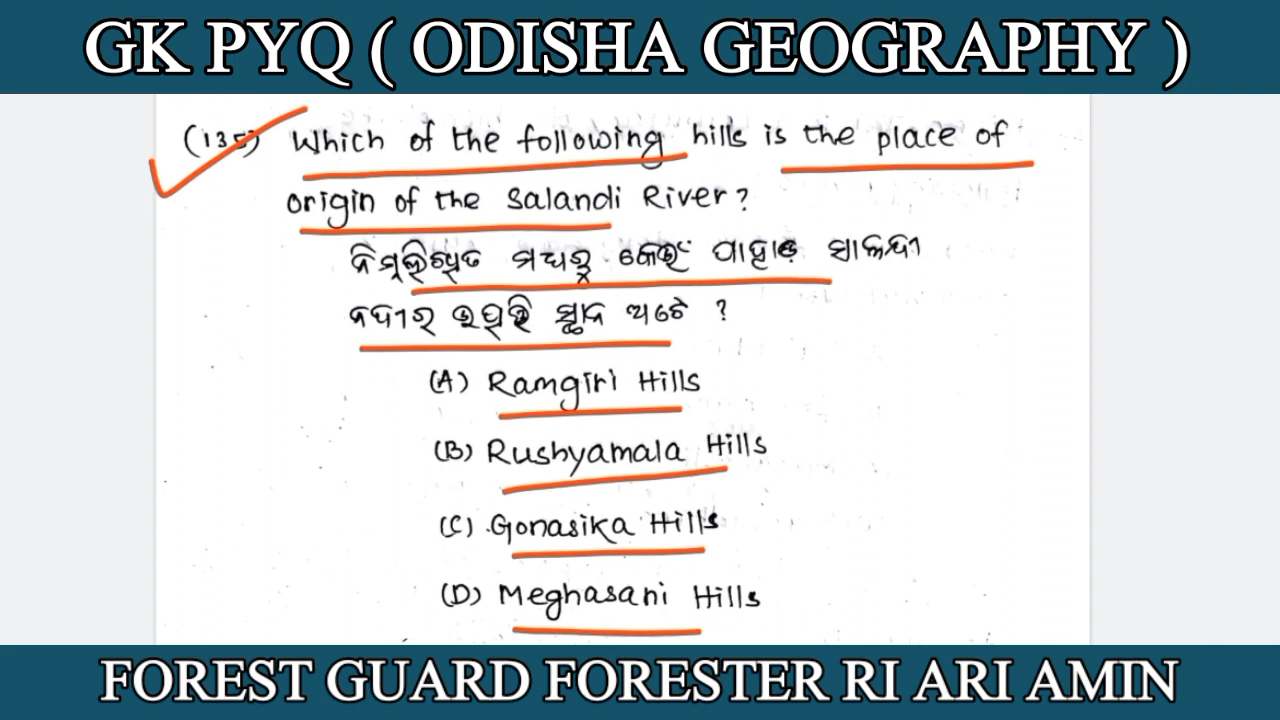 GK PYQ ( ODISHA GEOGRAPHY )
(135) Which of the following hills is the place of
origin of the Salandi River?
ନିମ୍ନଲିଖିତ ମଧ୍ୟରୁ କେଉଁ ପାହାଡ ସାଳନ୍ଦୀ
ନଦୀର ଉତ୍ପତ୍ତି ସ୍ଥାନ ଅଟେ ?
(A) Ramgiri Hills
(B) Rushyamala Hills
(C) Gonasika Hills
(D) Meghasani Hills
FOREST GUARD FORESTER RI ARI AMIN